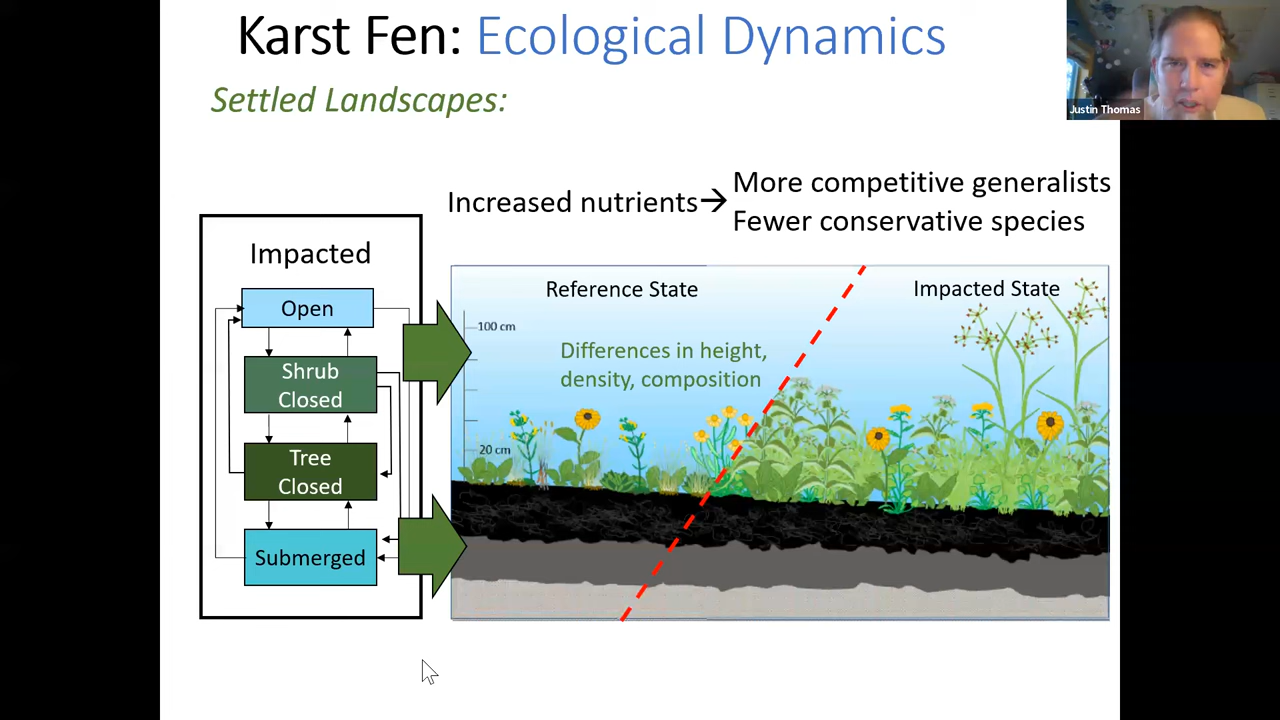 Karst Fen: Ecological Dynamics
Justin Thomas
Settled Landscapes:
Increased nutrients→
More competitive generalists
Fewer conservative species
Impacted
Open
Shrub
Closed
Tree
Closed
Submerged
Reference State
Impacted State
100 cm
Differences in height,
density, composition
20 cm